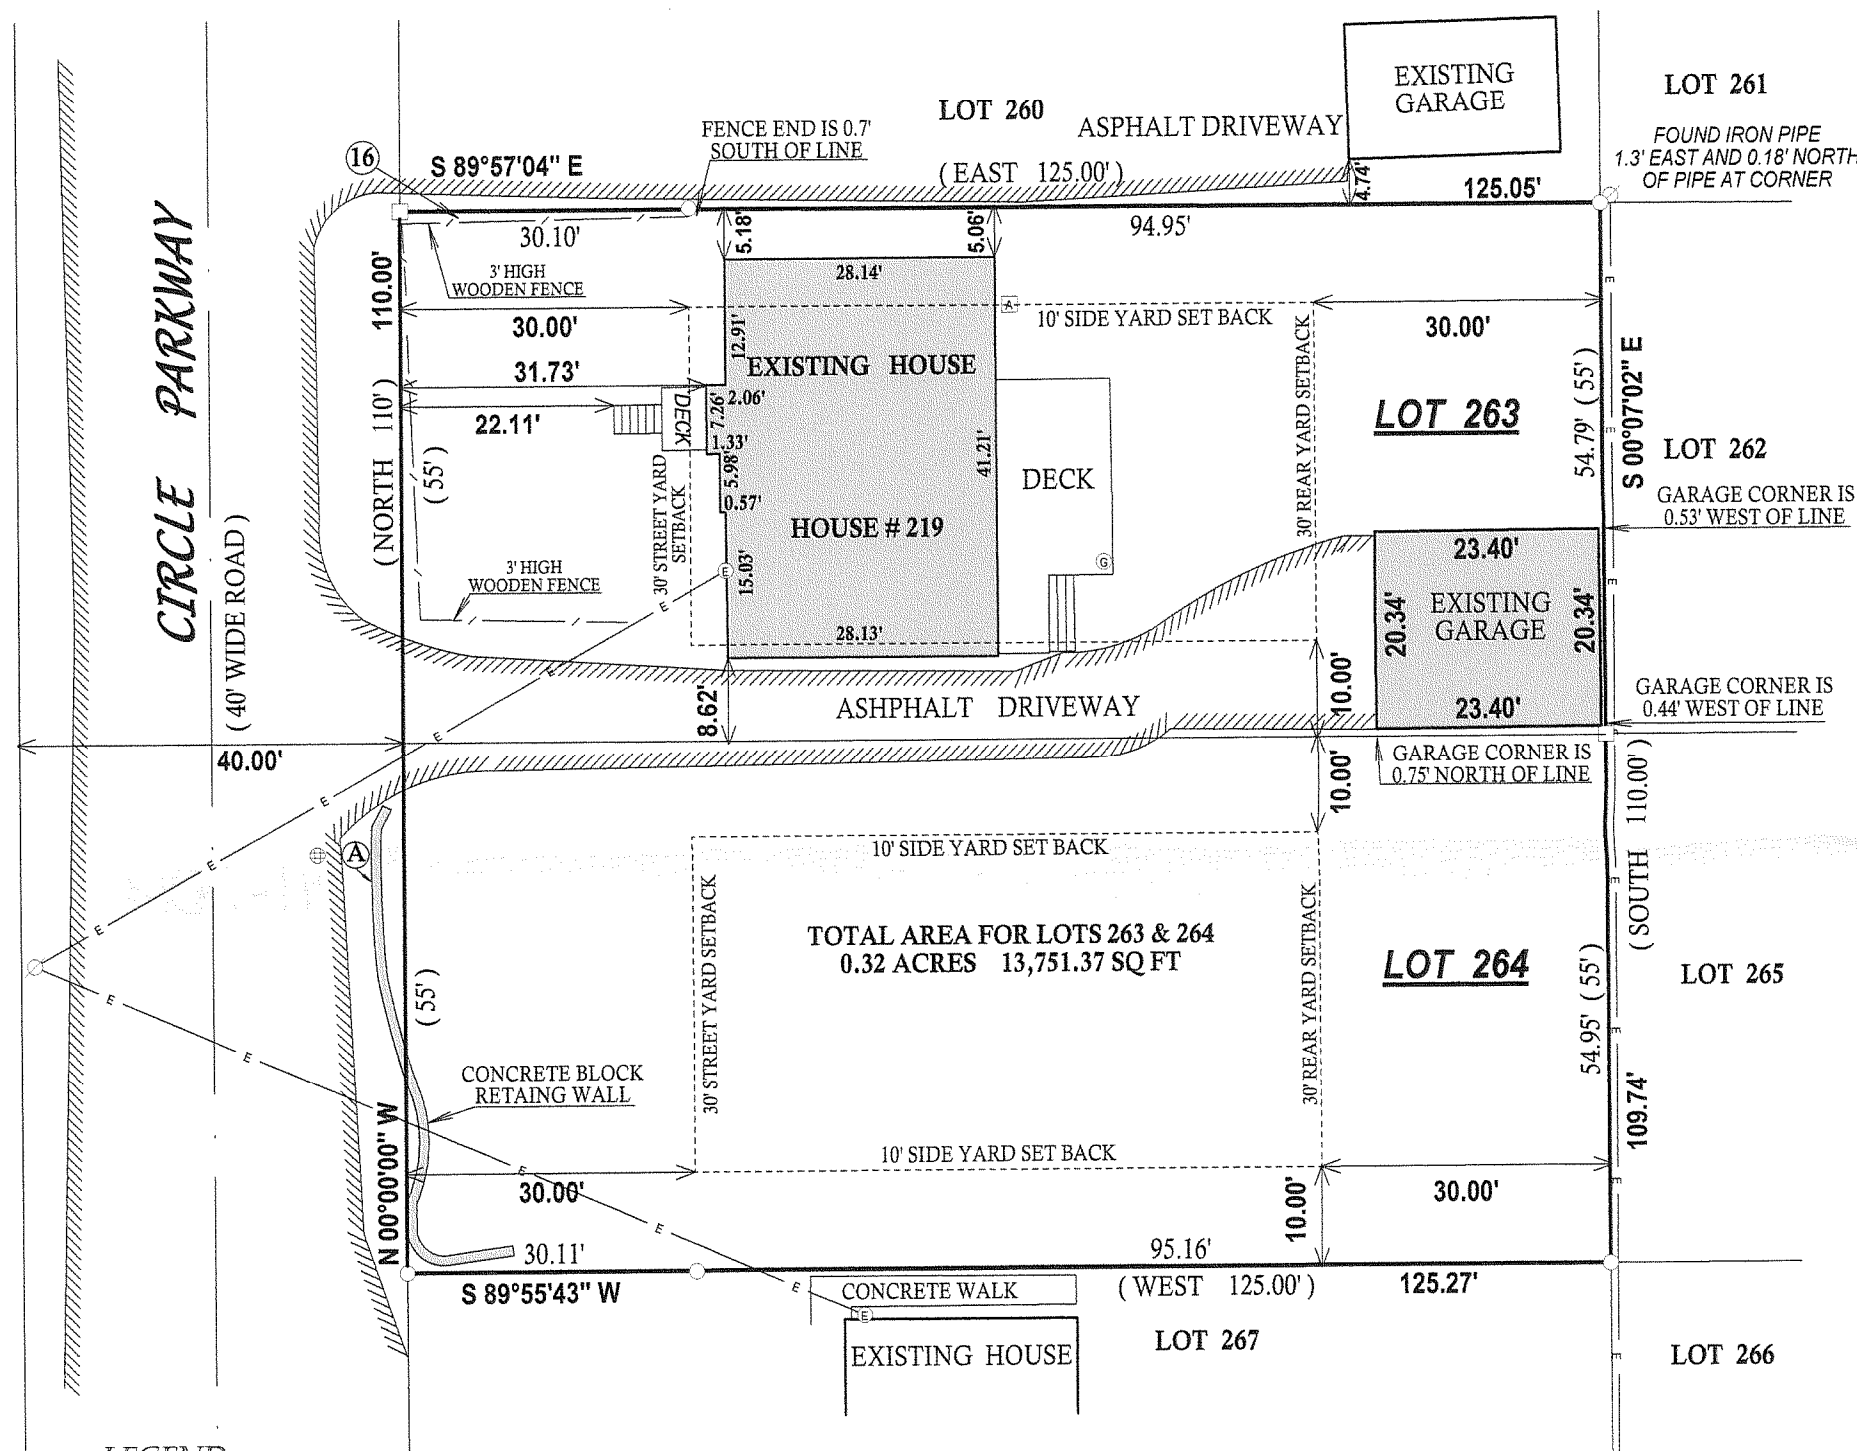 EXISTING
GARAGE
LOT 261
LOT 260
ASPHALT DRIVEWAY
FENCE END IS 0.7'
SOUTH OF LINE
FOUND IRON PIPE
1.3' EAST AND 0.18' NORTH
OF PIPE AT CORNER
16
S 89°57'04" E
( EAST 125.00' )
4.74'
125.05'
30.10'
5.18'
5.06'
94.95'
110.00'
3' HIGH
WOODEN FENCE
28.14'
A
30.00'
10' SIDE YARD SET BACK
30.00'
12.91'
EXISTING HOUSE
31.73'
DECK
7.26'
2.06'
22.11'
1.33'
5.98'
0.57'
41.21'
DECK
30' REAR YARD SETBACK
LOT 263
54.79' ( 55' )
S 00°07'02" E
LOT 262
CIRCLE PARKWAY
( 40' WIDE ROAD )
( NORTH 110' )
( 55' )
30' STREET YARD
SETBACK
GARAGE CORNER IS
0.53' WEST OF LINE
HOUSE # 219
3' HIGH
WOODEN FENCE
E
15.03'
G
23.40'
EXISTING
GARAGE
20.34'
20.34'
28.13'
23.40'
8.62'
ASHPHALT DRIVEWAY
10.00'
GARAGE CORNER IS
0.44' WEST OF LINE
40.00'
GARAGE CORNER IS
0.75' NORTH OF LINE
10.00'
( SOUTH 110.00' )
A
10' SIDE YARD SET BACK
30' STREET YARD SETBACK
TOTAL AREA FOR LOTS 263 & 264
0.32 ACRES 13,751.37 SQ FT
30' REAR YARD SETBACK
LOT 264
54.95' ( 55' )
LOT 265
( 55' )
CONCRETE BLOCK
RETAING WALL
109.74'
N 00°00'00" W
10' SIDE YARD SET BACK
30.00'
10.00'
30.00'
30.11'
95.16'
S 89°55'43" W
CONCRETE WALK
( WEST 125.00' )
125.27'
E
EXISTING HOUSE
LOT 267
LOT 266
LEGEND